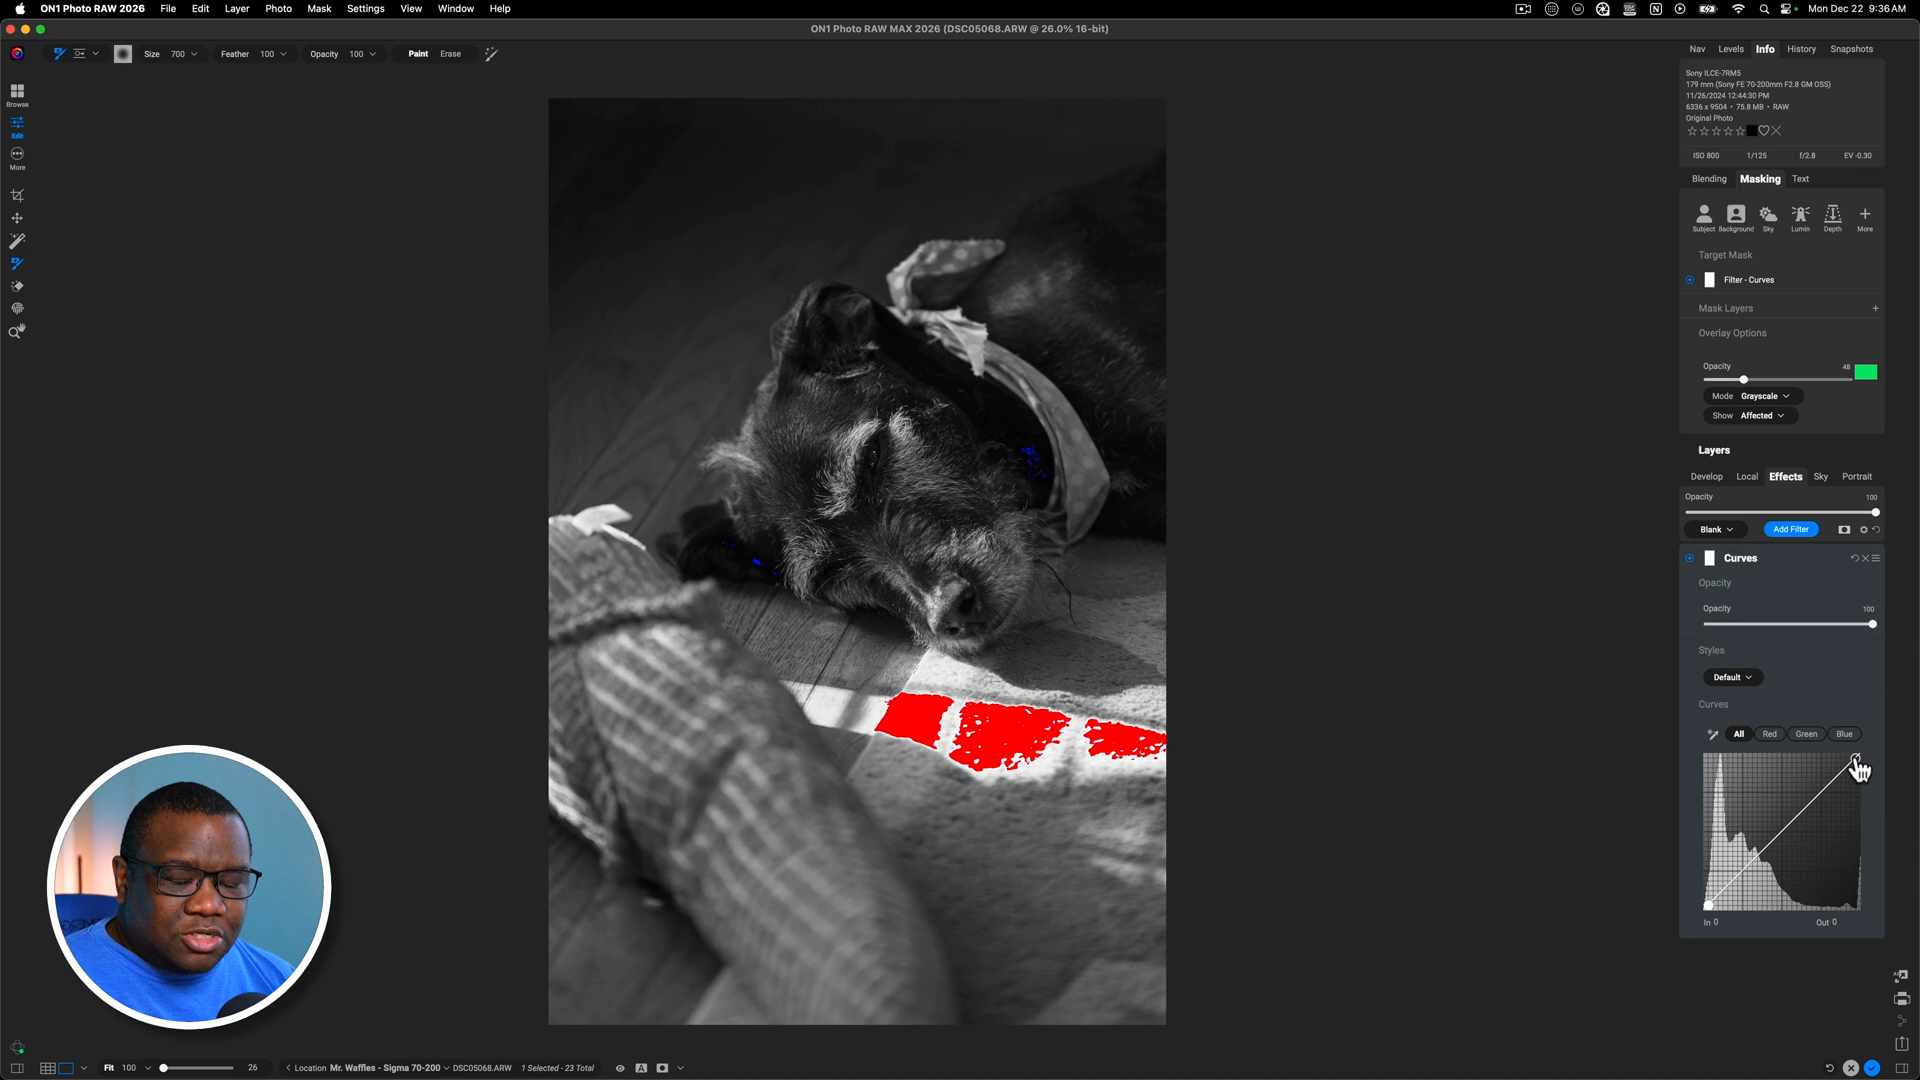 ON1 Photo RAW MAX 2026 File Edit Layer Photo Mask Settings View Window Help
Mon Dec 22 9:36 AM
ON1 Photo RAW MAX 2026 (DSC05068.ARW @ 26.0% 16-bit)
Size 700 Feather 100 Opacity 100 Paint Erase
Nav Levels Info History Snapshots
Sony ILCE-7RM5
179 mm (Sony FE 70-200mm F2.8 GM OSS)
11/26/2024 12:44:30 PM
6336 x 9504 • 75.8 MB • RAW
Original Photo
ISO 800 1/125 f/2.8 EV -0.30
Browse
Edit
More
Blending Masking Text
Subject Background Sky Lumin Depth More
Target Mask
Filter - Curves
Mask Layers +
Overlay Options
Opacity 48
Mode Grayscale
Show Affected
Layers
Develop Local Effects Sky Portrait
Opacity 100
Blank Add Filter
Curves
Opacity
Opacity 100
Styles
Default
Curves
All Red Green Blue
In 0 Out 0
Fit 100 26 Location Mr. Waffles - Sigma 70-200 DSC05068.ARW 1 Selected - 23 Total A